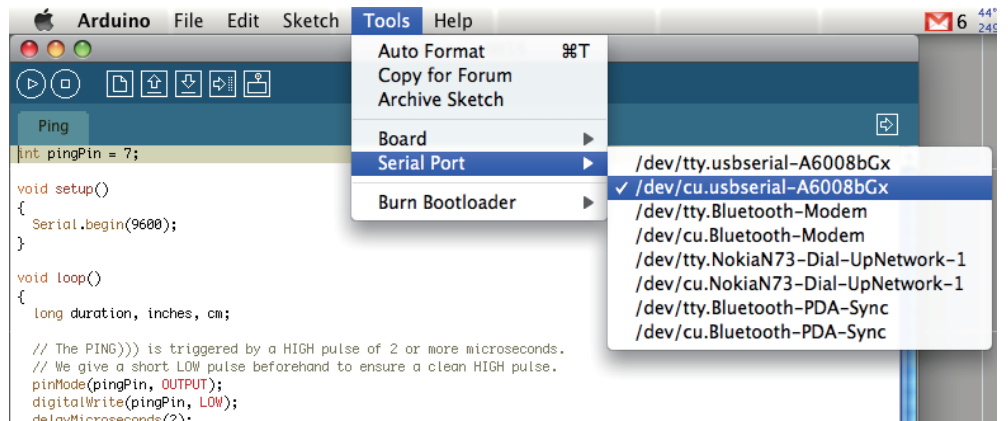 Arduino File Edit Sketch Tools Help 6 44°
249
Auto Format ⌘T
Copy for Forum
Archive Sketch
Board
Serial Port
Burn Bootloader
/dev/tty.usbserial-A6008bGx
✓ /dev/cu.usbserial-A6008bGx
/dev/tty.Bluetooth-Modem
/dev/cu.Bluetooth-Modem
/dev/tty.NokiaN73-Dial-UpNetwork-1
/dev/cu.NokiaN73-Dial-UpNetwork-1
/dev/tty.Bluetooth-PDA-Sync
/dev/cu.Bluetooth-PDA-Sync
Ping
int pingPin = 7;
void setup()
{
Serial.begin(9600);
}
void loop()
{
long duration, inches, cm;
// The PING))) is triggered by a HIGH pulse of 2 or more microseconds.
// We give a short LOW pulse beforehand to ensure a clean HIGH pulse.
pinMode(pingPin, OUTPUT);
digitalWrite(pingPin, LOW);
delayMicroseconds(2);